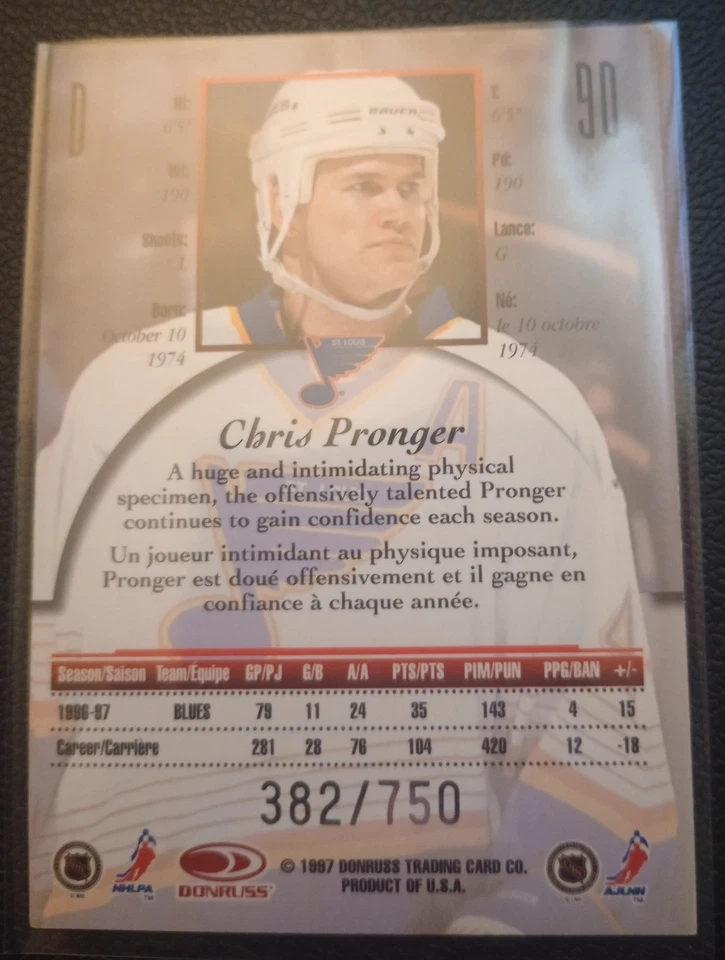 D
90
Ht:
6'5"
Wt:
190
Shoots:
L
Born:
October 10
1974
BAUER
T:
6'5"
Pd:
190
Lance:
G
Né:
le 10 octobre
1974
ST. LOUIS
A
Chris Pronger
A huge and intimidating physical
specimen, the offensively talented Pronger
continues to gain confidence each season.
Un joueur intimidant au physique imposant,
Pronger est doué offensivement et il gagne en
confiance à chaque année.
Season/Saison Team/Équipe GP/PJ G/B A/A PTS/PTS PIM/PUN PPG/BAN +/-
1996-97 BLUES 79 11 24 35 143 4 15
Career/Carrière 281 28 76 104 420 12 -18
382/750
NHLPA
TM
DONRUSS
© 1997 DONRUSS TRADING CARD CO.
PRODUCT OF U.S.A.
AJLNH
TM